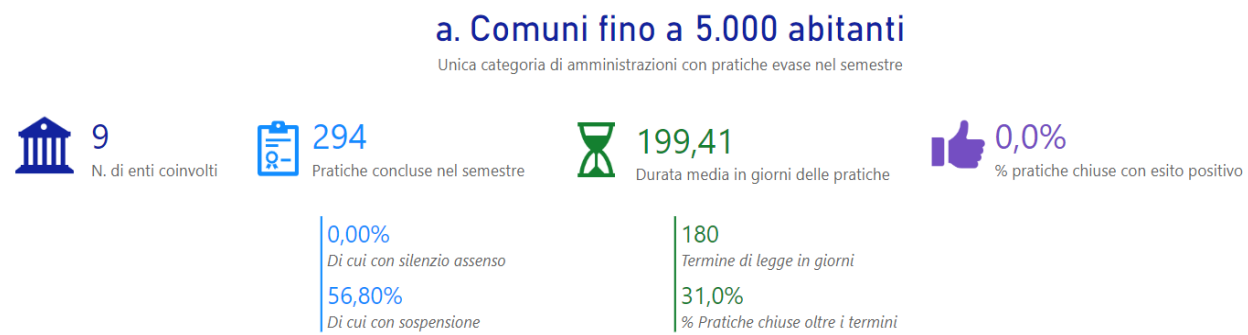 a. Comuni fino a 5.000 abitanti
Unica categoria di amministrazioni con pratiche evase nel semestre
9
N. di enti coinvolti
294
Pratiche concluse nel semestre
0,00%
Di cui con silenzio assenso
56,80%
Di cui con sospensione
199,41
Durata media in giorni delle pratiche
180
Termine di legge in giorni
31,0%
% Pratiche chiuse oltre i termini
0,0%
% pratiche chiuse con esito positivo